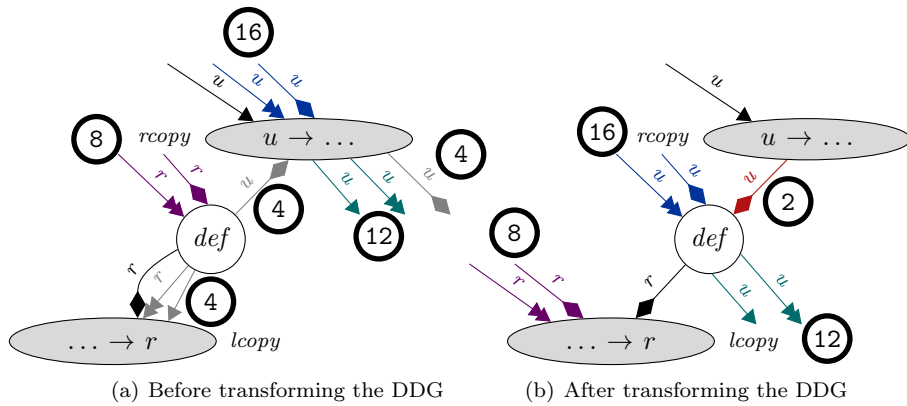 16
u u u
u
8 rcopy u → ... 4
r r u u
4 u u 12
def
r r
4
... → r lcopy
(a) Before transforming the DDG
u
16 rcopy u → ...
u u u
2
8 def
r r r u u
... → r lcopy 12
(b) After transforming the DDG